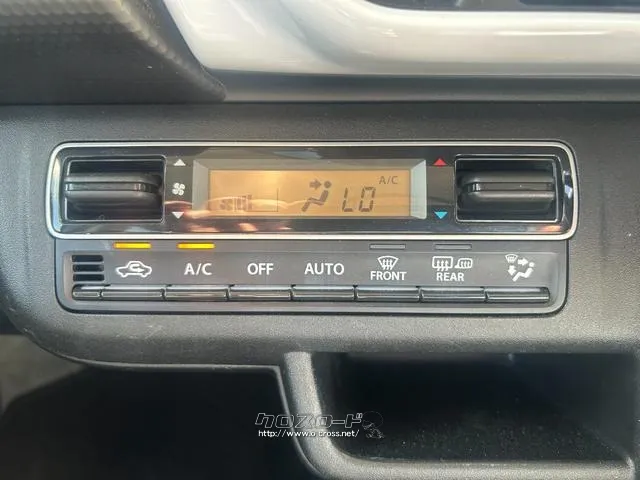 A/C
LO
A/C OFF AUTO FRONT REAR
クロスロード
http://www.o-cross.net/